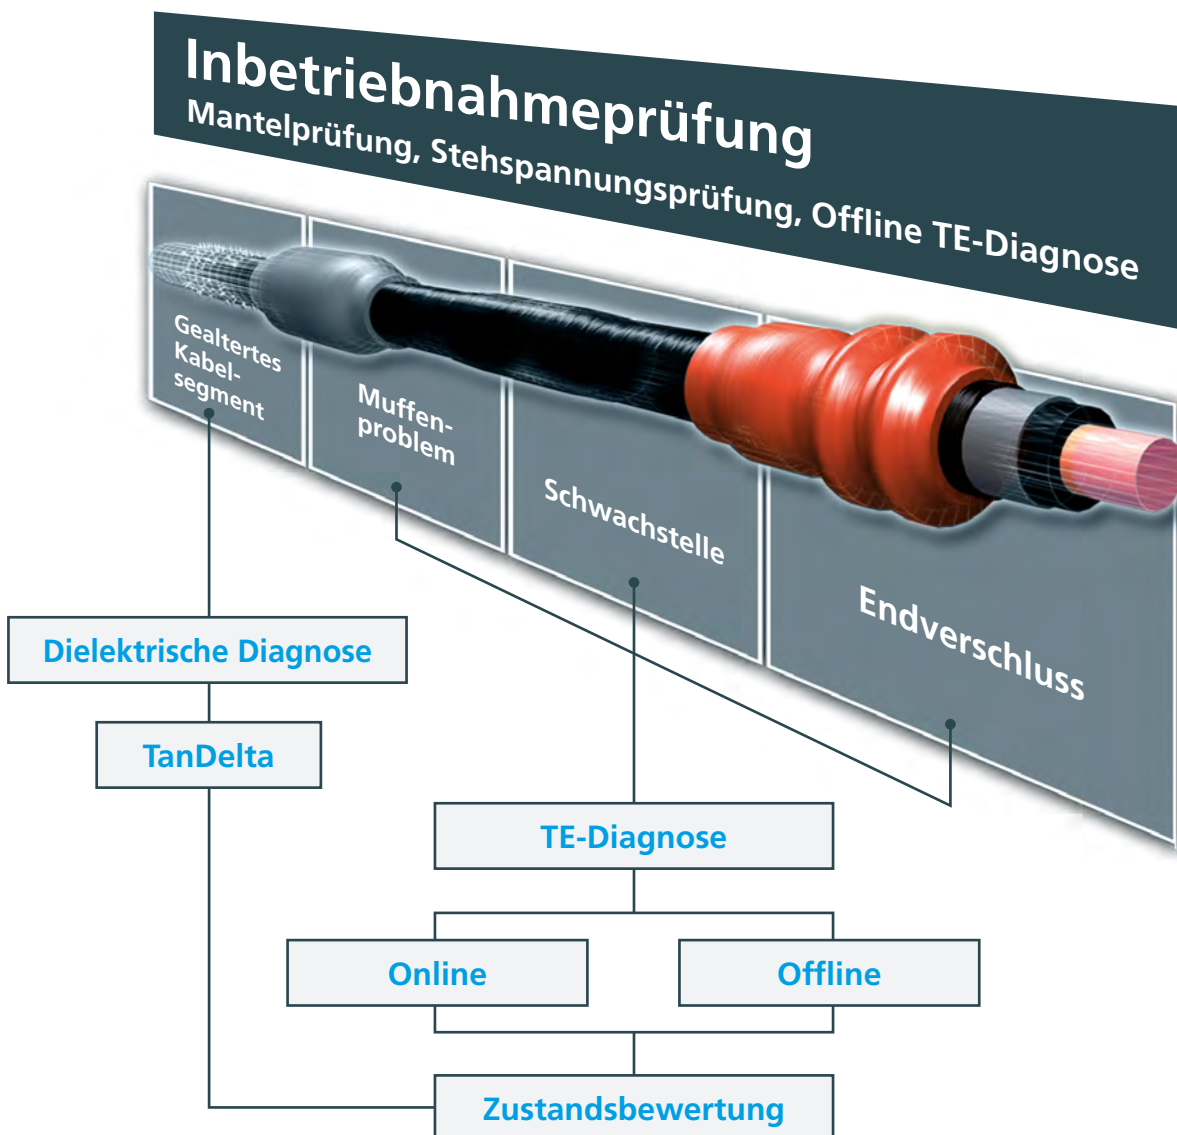 Inbetriebnahmeprüfung
Mantelprüfung, Stehspannungsprüfung, Offline TE-Diagnose
Gealtertes
Kabel-
segment
Muffen-
problem
Schwachstelle
Endverschluss
Dielektrische Diagnose
TanDelta
TE-Diagnose
Online
Offline
Zustandsbewertung